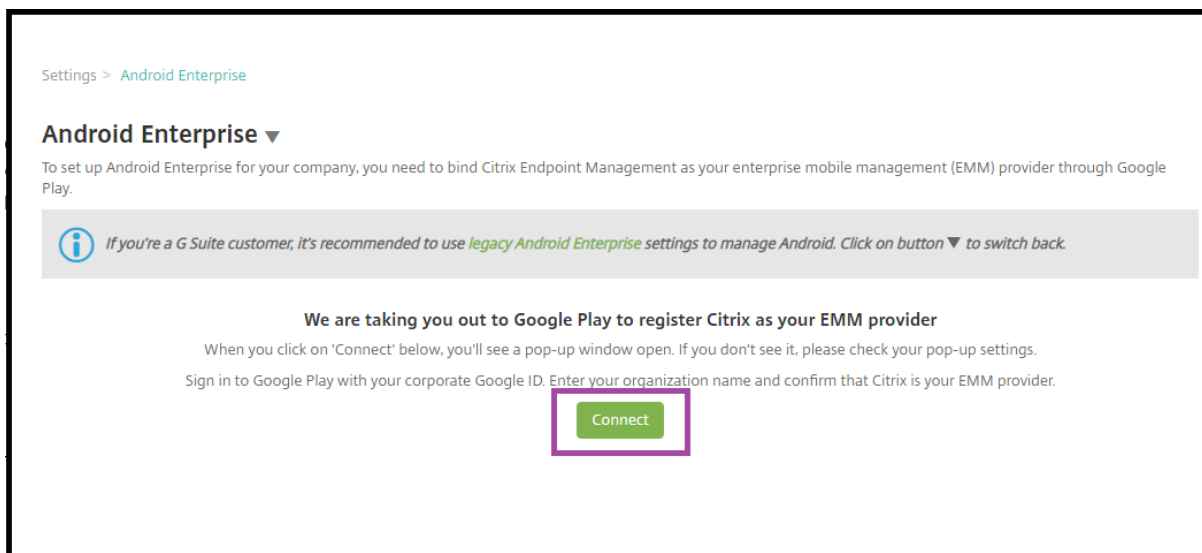 Settings > Android Enterprise
Android Enterprise ▼
To set up Android Enterprise for your company, you need to bind Citrix Endpoint Management as your enterprise mobile management (EMM) provider through Google
Play.
If you're a G Suite customer, it's recommended to use legacy Android Enterprise settings to manage Android. Click on button ▼ to switch back.
We are taking you out to Google Play to register Citrix as your EMM provider
When you click on 'Connect' below, you'll see a pop-up window open. If you don't see it, please check your pop-up settings.
Sign in to Google Play with your corporate Google ID. Enter your organization name and confirm that Citrix is your EMM provider.
Connect